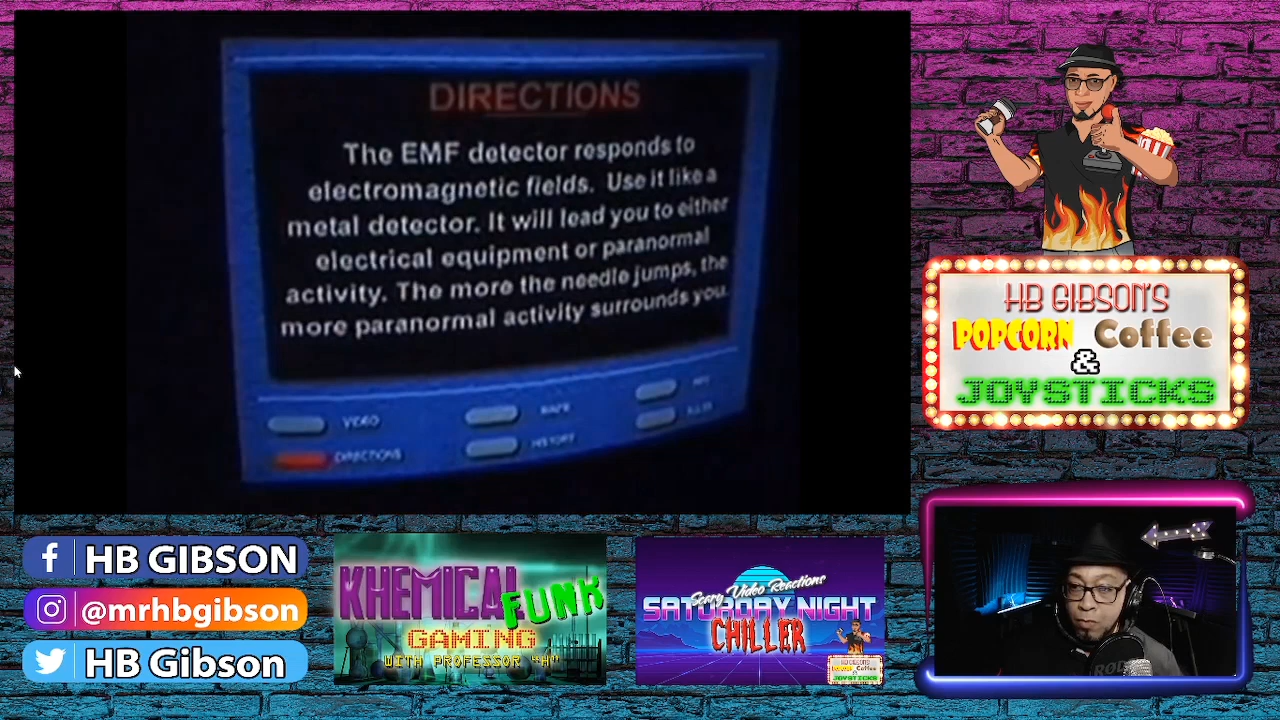 DIRECTIONS
The EMF detector responds to
electromagnetic fields. Use it like a
metal detector. It will lead you to either
electrical equipment or paranormal
activity. The more the needle jumps, the
more paranormal activity surrounds you.
VIDEO
DIRECTIONS
HISTORY
HB GIBSON'S
POPCORN Coffee
&
JOYSTICKS
f HB GIBSON
@mrhbgibson
HB Gibson
KHEMICAL
FUNK
GAMING
WITH PROFESSOR "H"
Scary Video Reactions
SATURDAY NIGHT
CHILLER